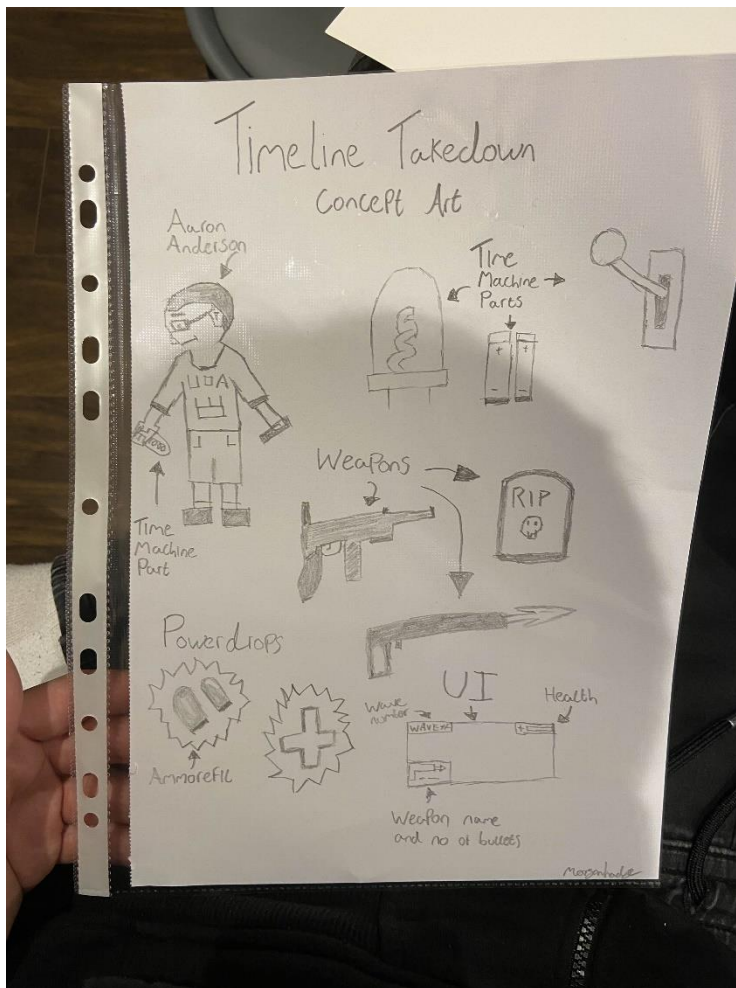 Timeline Takedown
Concept Art
Aaron
Anderson
Time
Machine
Parts
+
+
Weapons
RIP
Time
Machine
Part
Powerdrops
UI
Wave
number
Health
WAVE
+
Ammorefil
Weapon name
and no of bullets